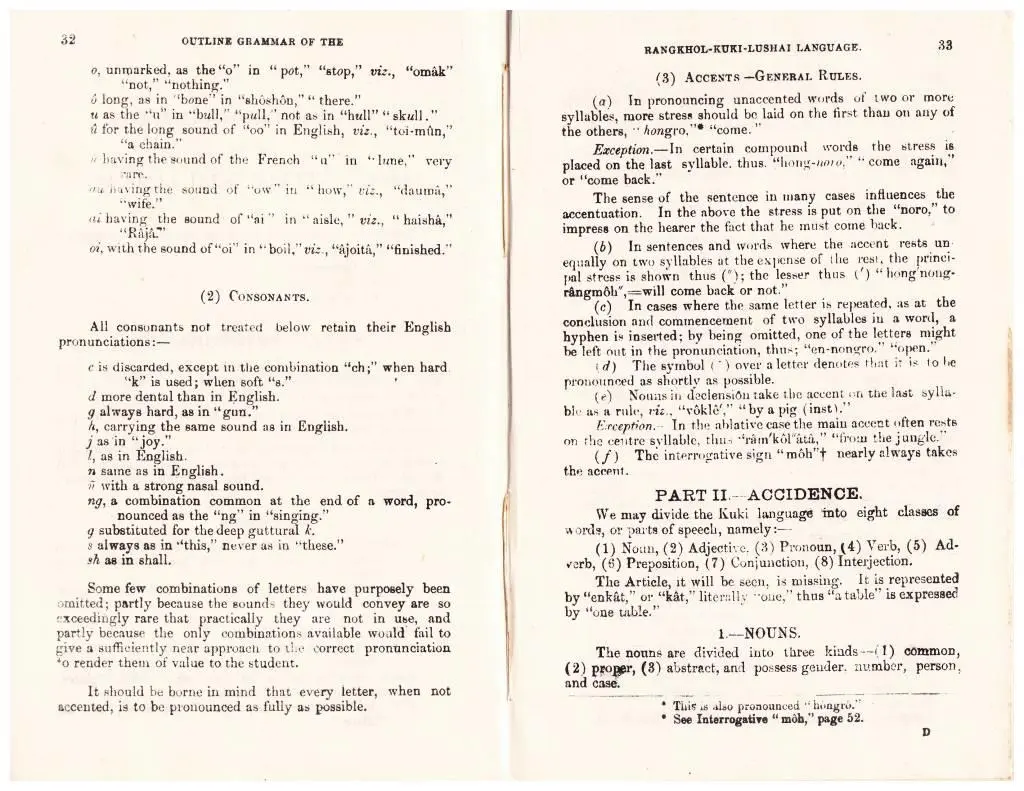 32
OUTLINE GRAMMAR OF THE
o, unmarked, as the "o" in "pot," "stop," viz., "omâk"
"not," "nothing."
ô long, as in "bone" in "shôshôn," "there."
u as the "u" in "bull," "pull," not as in "hull" "skull."
û for the long sound of "oo" in English, viz., "toi-mûn,"
"a chain."
having the sound of the French "u" in "lune," very
rare.
au having the sound of "ow" in "how," viz., "daumâ,"
"wife."
ai having the sound of "ai" in "aisle," viz., "haishâ,"
"Râjâ."
oi, with the sound of "oi" in "boil," viz., "âjoitâ," "finished."
(2) CONSONANTS.
All consonants not treated below retain their English
pronunciations:—
c is discarded, except in the combination "ch;" when hard
"k" is used; when soft "s."
d more dental than in English.
g always hard, as in "gun."
h, carrying the same sound as in English.
j as in "joy."
l, as in English.
n same as in English.
ñ with a strong nasal sound.
ng, a combination common at the end of a word, pro-
nounced as the "ng" in "singing."
g substituted for the deep guttural k.
s always as in "this," never as in "these."
sh as in shall.
Some few combinations of letters have purposely been
omitted; partly because the sounds they would convey are so
exceedingly rare that practically they are not in use, and
partly because the only combinations available would fail to
give a sufficiently near approach to the correct pronunciation
to render them of value to the student.
It should be borne in mind that every letter, when not
accented, is to be pronounced as fully as possible.
RANGKHOL-KUKI-LUSHAI LANGUAGE.
33
(3) ACCENTS—GENERAL RULES.
(a) In pronouncing unaccented words of two or more
syllables, more stress should be laid on the first than on any of
the others, "hongro,"* "come."
Exception.—In certain compound words the stress is
placed on the last syllable. thus. "hong-noro," "come again,"
or "come back."
The sense of the sentence in many cases influences the
accentuation. In the above the stress is put on the "noro," to
impress on the hearer the fact that he must come back.
(b) In sentences and words where the accent rests un-
equally on two syllables at the expense of the rest, the princi-
pal stress is shown thus (″); the lesser thus (′) "hong′nong-
rângmôh″,=will come back or not."
(c) In cases where the same letter is repeated, as at the
conclusion and commencement of two syllables in a word, a
hyphen is inserted; by being omitted, one of the letters might
be left out in the pronunciation, thus; "en-nongro." "open."
(d) The symbol (˘) over a letter denotes that it is to be
pronounced as shortly as possible.
(e) Nouns in declension take the accent on the last sylla-
ble as a rule, viz., "vôklê′," "by a pig (inst)."
Exception.—In the ablative case the main accent often rests
on the centre syllable, thus "râm′kôl″âtâ," "from the jungle."
(f) The interrogative sign "môh"† nearly always takes
the accent.
PART II.—ACCIDENCE.
We may divide the Kuki language into eight classes of
words, or parts of speech, namely:—
(1) Noun, (2) Adjective. (3) Pronoun, (4) Verb, (5) Ad-
verb, (6) Preposition, (7) Conjunction, (8) Interjection.
The Article, it will be seen, is missing. It is represented
by "enkât," or "kât," literally "one," thus "a table" is expressed
by "one table."
1.—NOUNS.
The nouns are divided into three kinds—(1) common,
(2) proper, (3) abstract, and possess gender. number, person,
and case.
* This is also pronounced "hongrô."
* See Interrogative "môh," page 52.
D